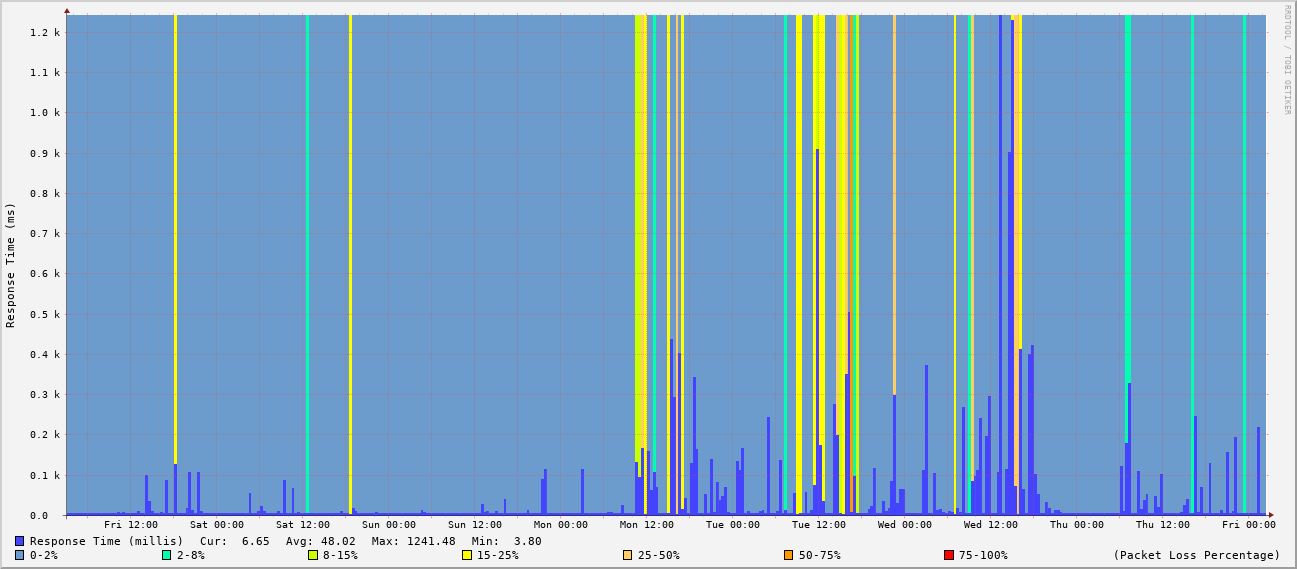 RRDTOOL / TOBI OETIKER
Response Time (ms)
1.2 k
1.1 k
1.0 k
0.9 k
0.8 k
0.7 k
0.6 k
0.5 k
0.4 k
0.3 k
0.2 k
0.1 k
0.0
Fri 12:00 Sat 00:00 Sat 12:00 Sun 00:00 Sun 12:00 Mon 00:00 Mon 12:00 Tue 00:00 Tue 12:00 Wed 00:00 Wed 12:00 Thu 00:00 Thu 12:00 Fri 00:00
Response Time (millis) Cur: 6.65 Avg: 48.02 Max: 1241.48 Min: 3.80
0-2% 2-8% 8-15% 15-25% 25-50% 50-75% 75-100% (Packet Loss Percentage)